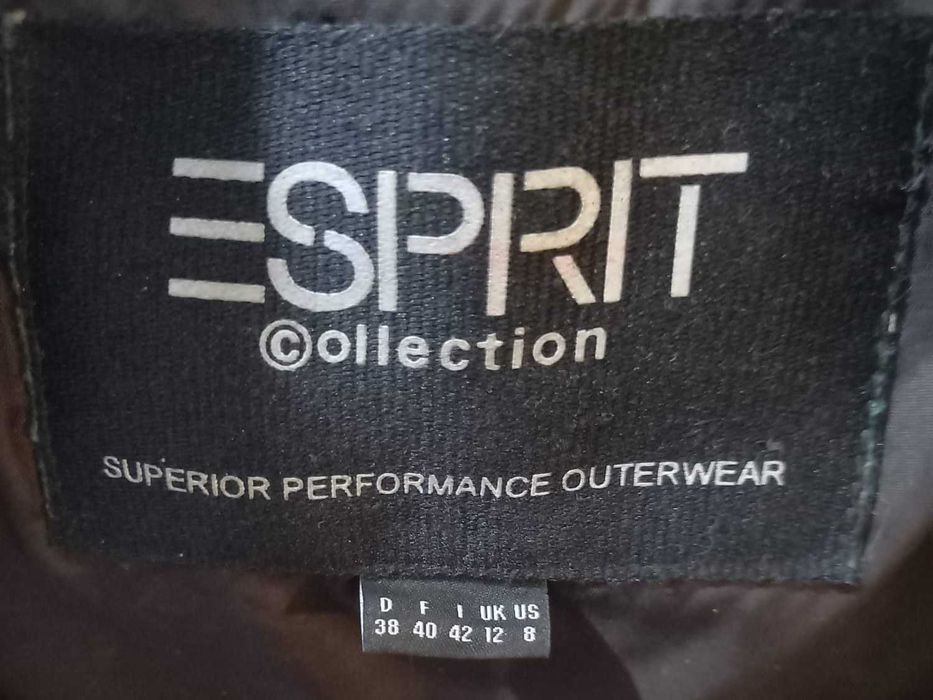 ESPRIT
©ollection
SUPERIOR PERFORMANCE OUTERWEAR
D F I UK US
38 40 42 12 8